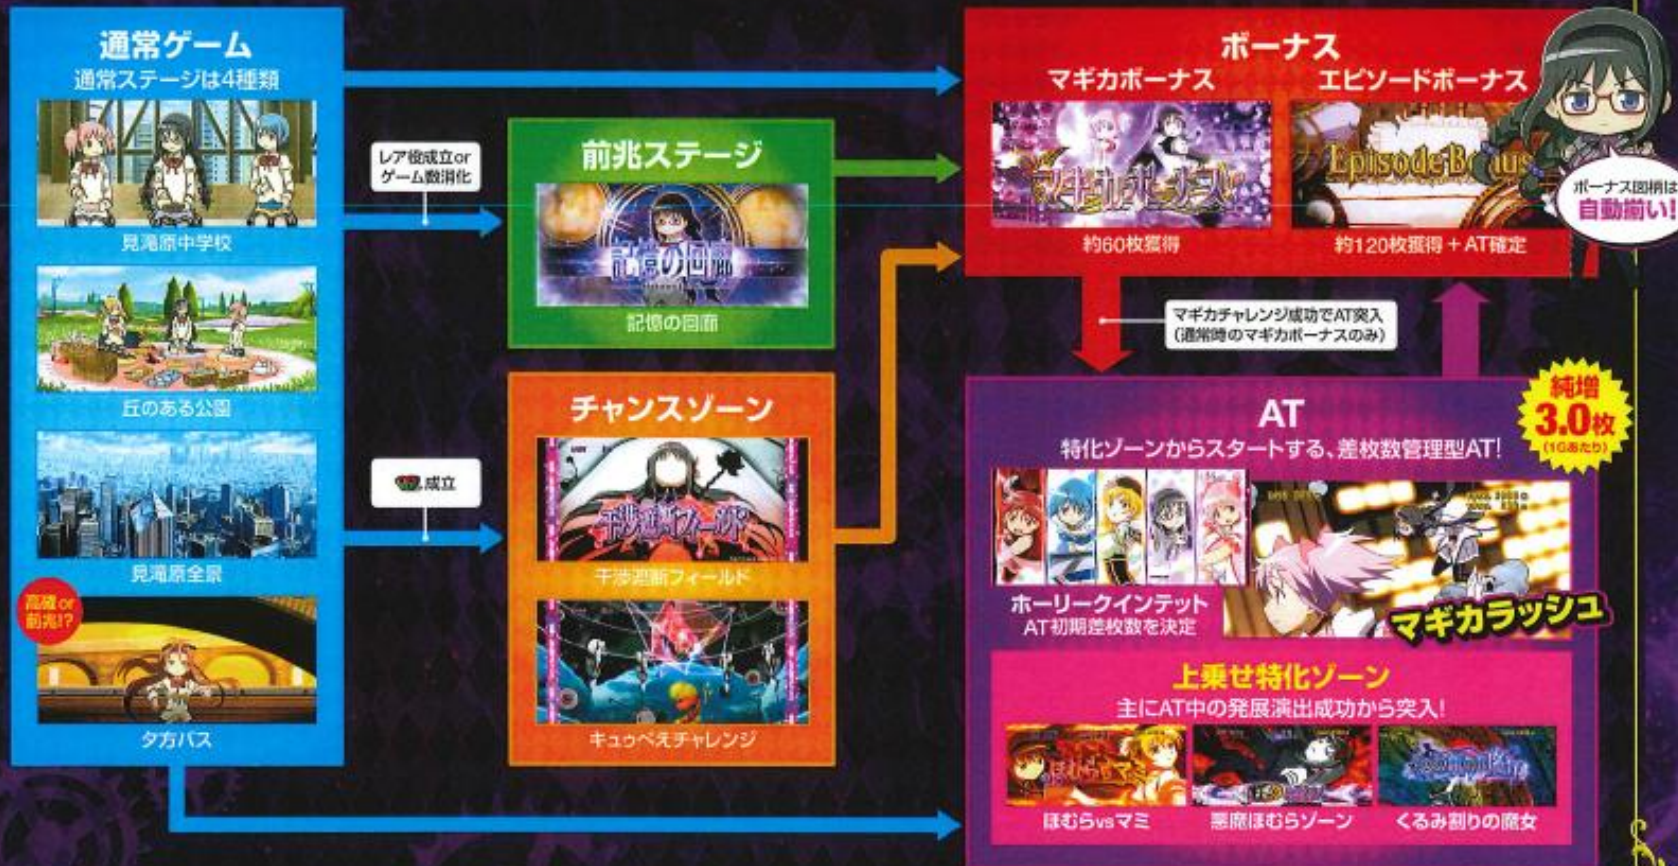 通常ゲーム
通常ステージは4種類
見滝原中学校
丘のある公園
見滝原全景
高確or
前兆!?
夕方バス
レア役成立or
ゲーム数消化
成立
前兆ステージ
記憶の回廊
記憶の回廊
チャンスゾーン
干渉遮断フィールド
干渉遮断フィールド
キュゥべえチャレンジ
ボーナス
マギカボーナス
エピソードボーナス
マギカボーナス
Episode Bonus
約60枚獲得
約120枚獲得+AT確定
ボーナス図柄は
自動揃い!
マギカチャレンジ成功でAT突入
(通常時のマギカボーナスのみ)
AT
特化ゾーンからスタートする、差枚数管理型AT!
純増
3.0枚
(1Gあたり)
ホーリークインテット
AT初期差枚数を決定
マギカラッシュ
上乗せ特化ゾーン
主にAT中の発展演出成功から突入!
ほむらvsマミ
悪魔ほむらゾーン
くるみ割りの魔女